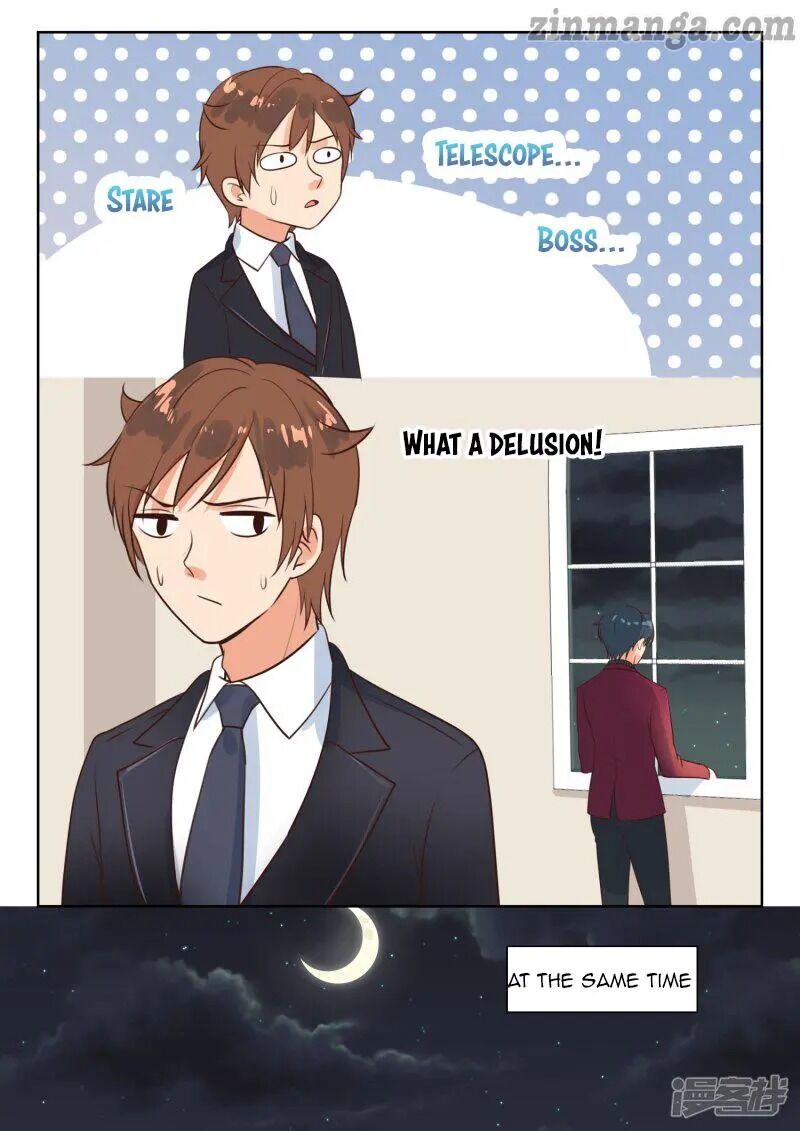 zinmanga.com
TELESCOPE...
STARE
BOSS...
WHAT A DELUSION!
AT THE SAME TIME
漫客栈